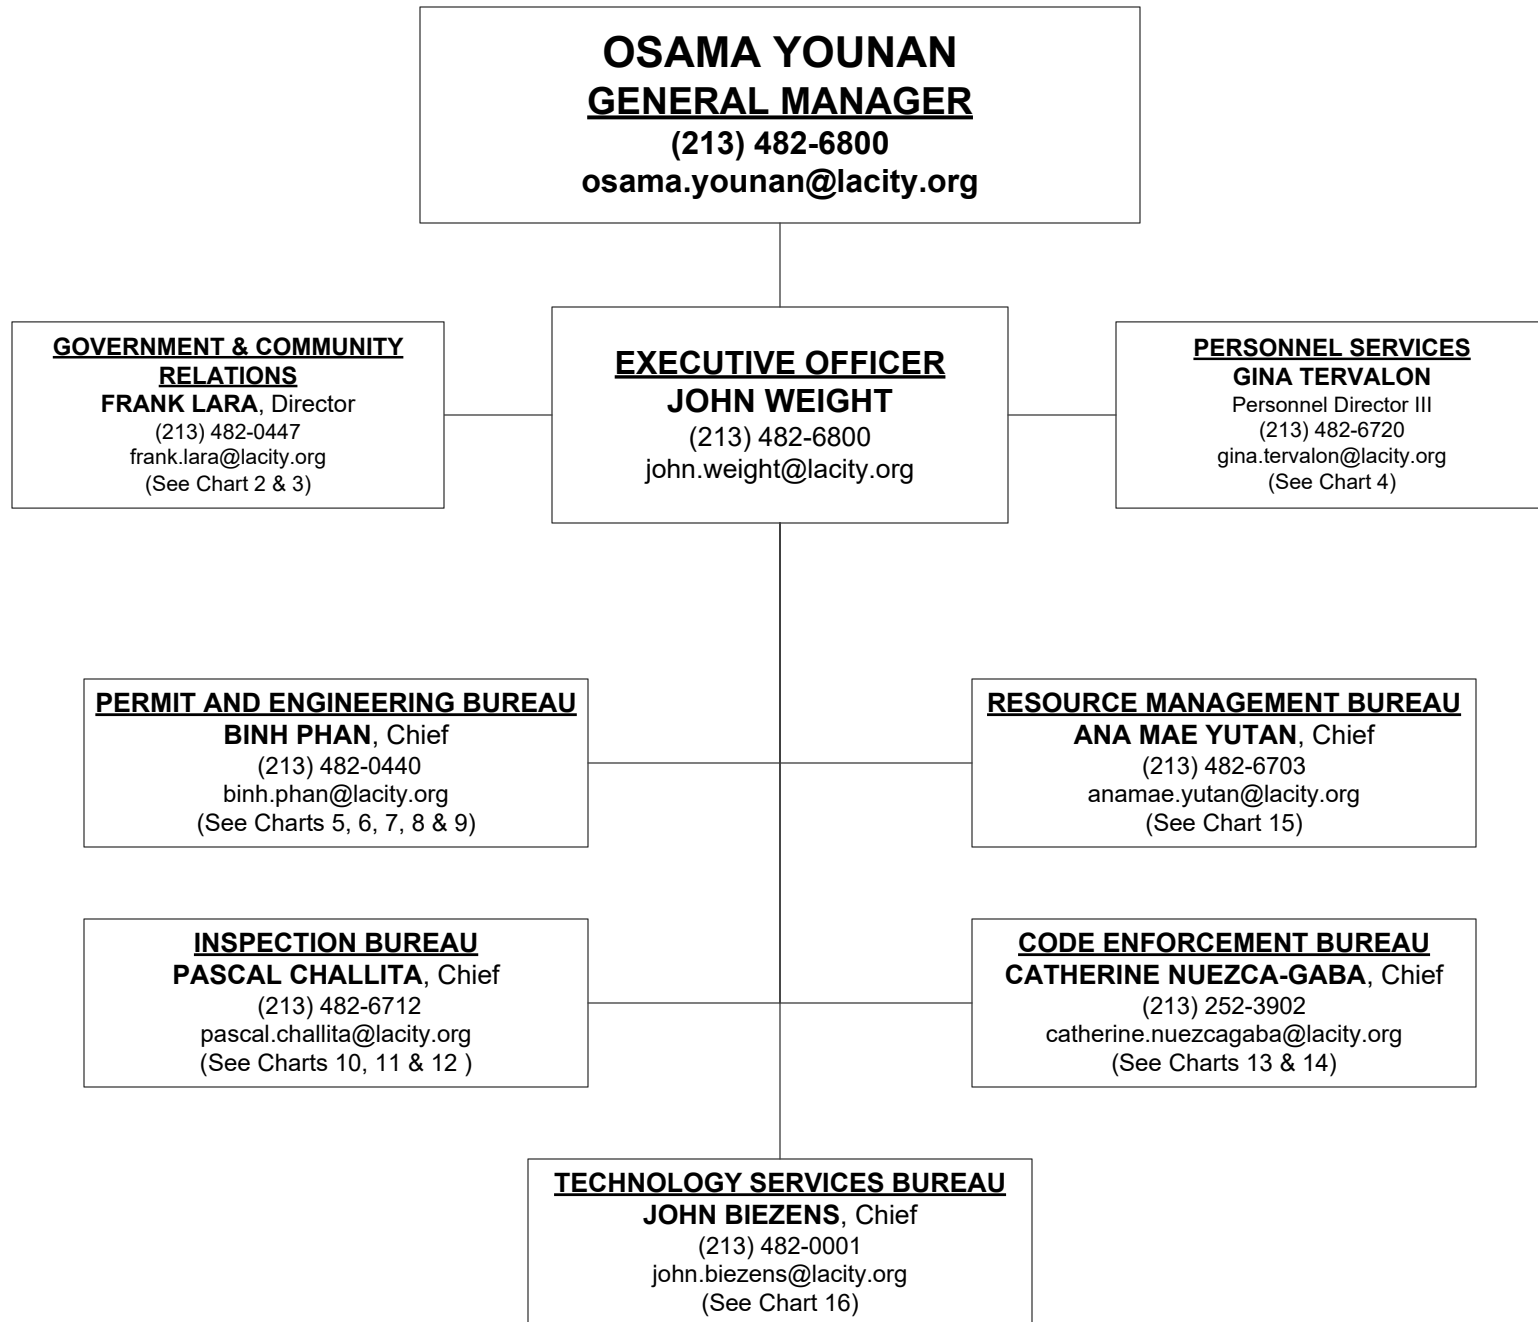 OSAMA YOUNAN
GENERAL MANAGER
(213) 482-6800
osama.younan@lacity.org
GOVERNMENT & COMMUNITY
RELATIONS
FRANK LARA, Director
(213) 482-0447
frank.lara@lacity.org
(See Chart 2 & 3)
EXECUTIVE OFFICER
JOHN WEIGHT
(213) 482-6800
john.weight@lacity.org
PERSONNEL SERVICES
GINA TERVALON
Personnel Director III
(213) 482-6720
gina.tervalon@lacity.org
(See Chart 4)
PERMIT AND ENGINEERING BUREAU
BINH PHAN, Chief
(213) 482-0440
binh.phan@lacity.org
(See Charts 5, 6, 7, 8 & 9)
RESOURCE MANAGEMENT BUREAU
ANA MAE YUTAN, Chief
(213) 482-6703
anamae.yutan@lacity.org
(See Chart 15)
INSPECTION BUREAU
PASCAL CHALLITA, Chief
(213) 482-6712
pascal.challita@lacity.org
(See Charts 10, 11 & 12 )
CODE ENFORCEMENT BUREAU
CATHERINE NUEZCA-GABA, Chief
(213) 252-3902
catherine.nuezcagaba@lacity.org
(See Charts 13 & 14)
TECHNOLOGY SERVICES BUREAU
JOHN BIEZENS, Chief
(213) 482-0001
john.biezens@lacity.org
(See Chart 16)